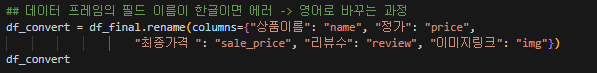 ## 데이터 프레임의 필드 이름이 한글이면 에러 -> 영어로 바꾸는 과정
df_convert = df_final.rename(columns={"상품이름": "name", "정가": "price",
"최종가격 ": "sale_price", "리뷰수": "review", "이미지링크": "img"})
df_convert